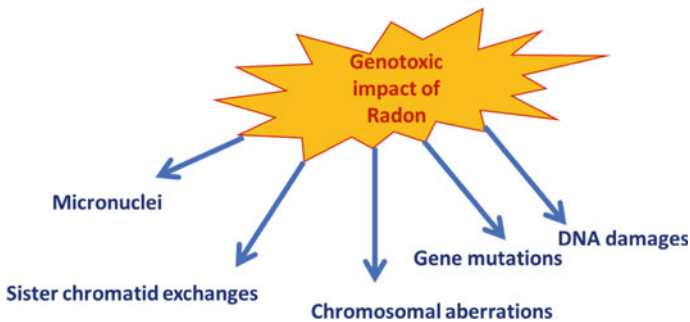 Genotoxic
impact of
Radon
Micronuclei
DNA damages
Gene mutations
Sister chromatid exchanges
Chromosomal aberrations